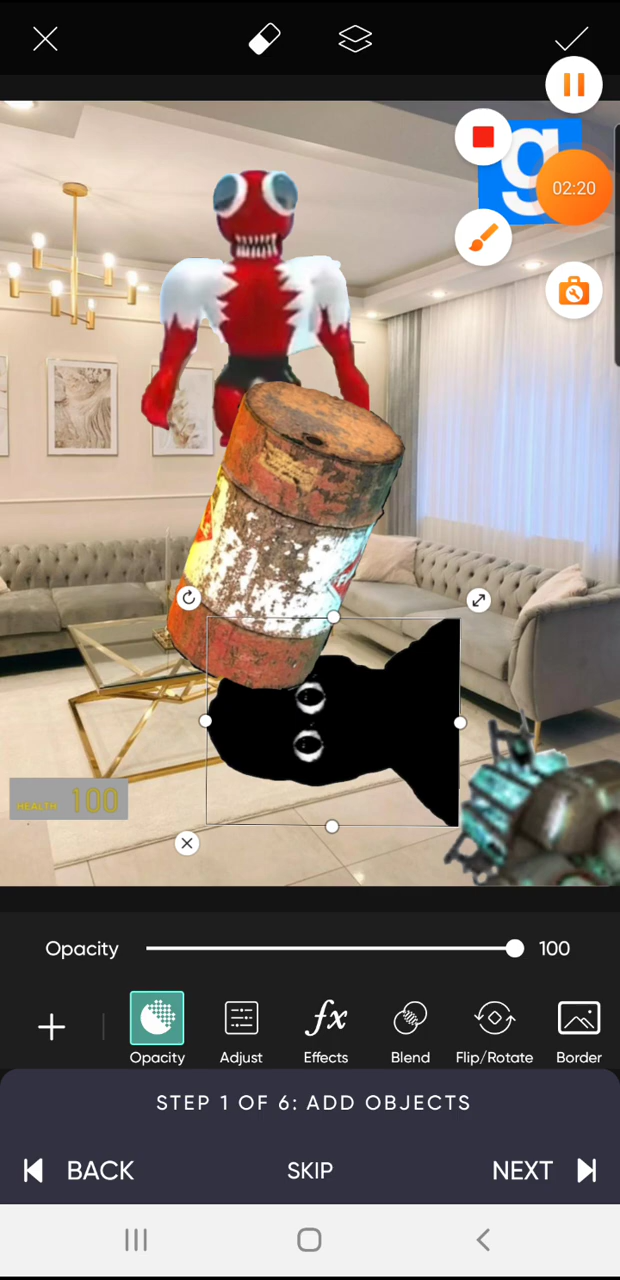 g
02:20
HEALTH 100
Opacity 100
Opacity Adjust Effects Blend Flip/Rotate Border
fx
STEP 1 OF 6: ADD OBJECTS
BACK SKIP NEXT